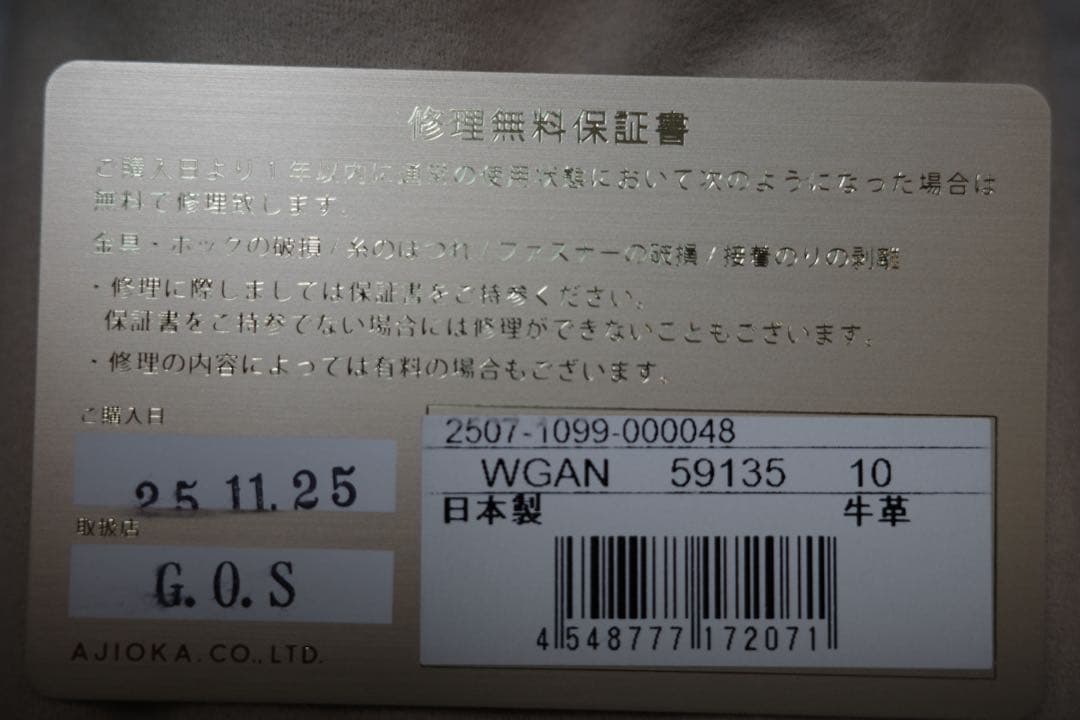 修理無料保証書
ご購入日より1年以内に通常の使用状態において次のようになった場合は
無料で修理致します。
金具・ホックの破損/糸のほつれ/ファスナーの破損/接着のりの剥離
・修理に際しましては保証書をご持参ください。
保証書をご持参でない場合には修理ができないこともございます。
・修理の内容によっては有料の場合もございます。
ご購入日
25.11.25
取扱店
G.O.S
AJIOKA.CO.,LTD.
2507-1099-000048
WGAN 59135 10
日本製 牛革
4 548777 172071